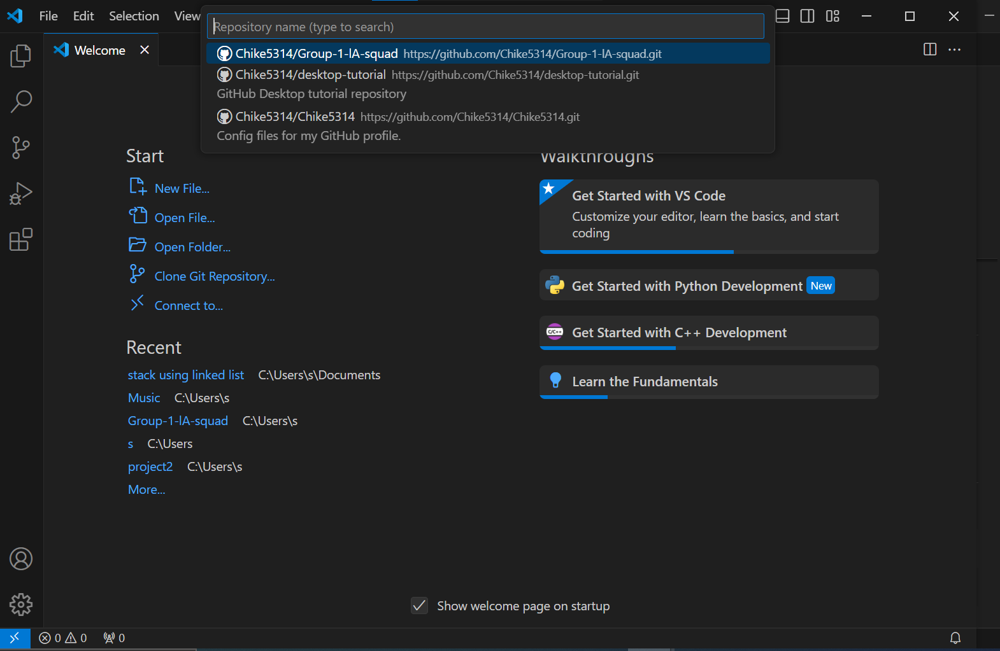 File Edit Selection View
Repository name (type to search)
Chike5314/Group-1-lA-squad https://github.com/Chike5314/Group-1-lA-squad.git
Chike5314/desktop-tutorial https://github.com/Chike5314/desktop-tutorial.git
GitHub Desktop tutorial repository
Chike5314/Chike5314 https://github.com/Chike5314/Chike5314.git
Config files for my GitHub profile.
Welcome
Start
New File...
Open File...
Open Folder...
Clone Git Repository...
Connect to...
Recent
stack using linked list C:\Users\s\Documents
Music C:\Users\s
Group-1-lA-squad C:\Users\s
s C:\Users
project2 C:\Users\s
More...
Walkthroughs
Get Started with VS Code
Customize your editor, learn the basics, and start
coding
Get Started with Python Development New
C/C++
Get Started with C++ Development
Learn the Fundamentals
Show welcome page on startup
0 0 0